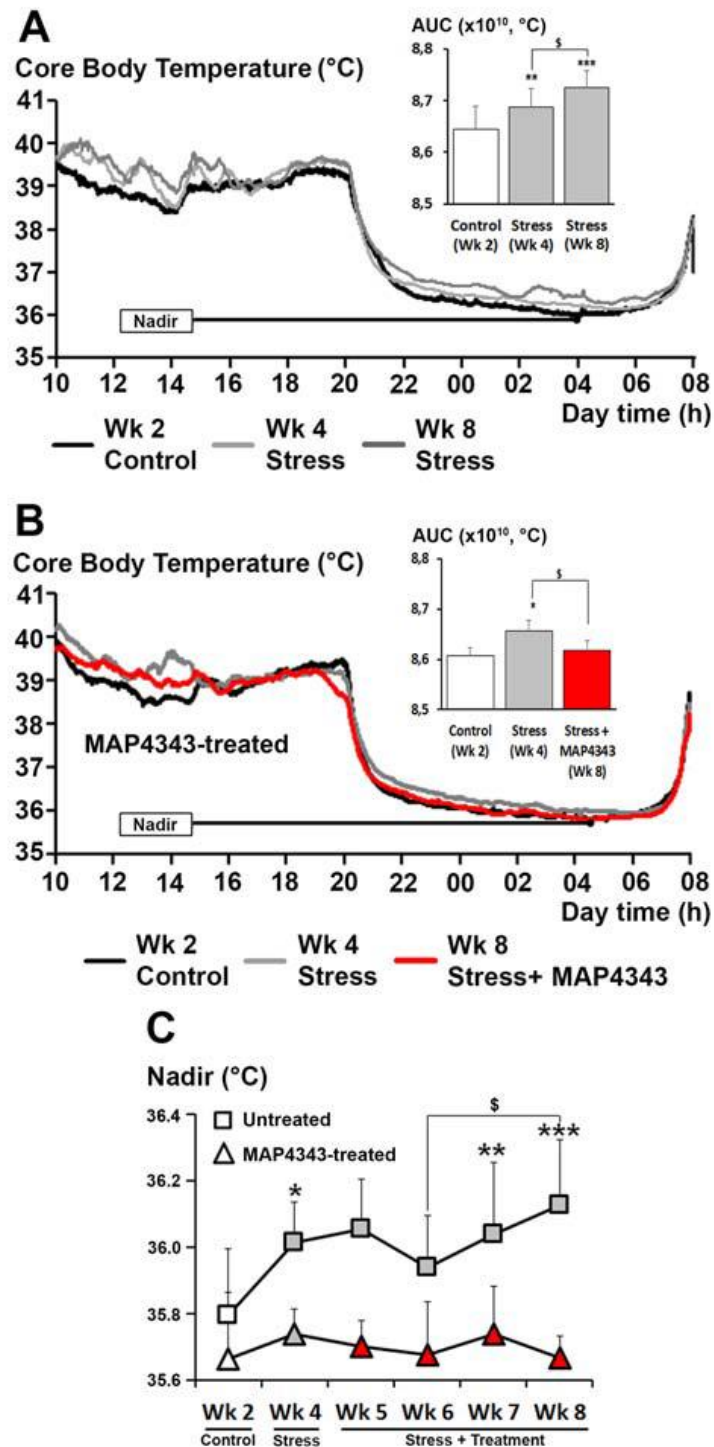 A
Core Body Temperature (°C)
41
40
39
38
37
36
35
Nadir
10 12 14 16 18 20 22 00 02 04 06 08
Day time (h)
AUC (x10¹⁰, °C)
8,8
8,7
8,6
8,5
$
** ***
Control (Wk 2)
Stress (Wk 4)
Stress (Wk 8)
Wk 2 Control
Wk 4 Stress
Wk 8 Stress
B
Core Body Temperature (°C)
41
40
39
38
37
36
35
MAP4343-treated
Nadir
10 12 14 16 18 20 22 00 02 04 06 08
Day time (h)
AUC (x10¹⁰, °C)
8,8
8,7
8,6
8,5
$
*
Control (Wk 2)
Stress (Wk 4)
Stress+ MAP4343 (Wk 8)
Wk 2 Control
Wk 4 Stress
Wk 8 Stress+ MAP4343
C
Nadir (°C)
36.4
36.2
36.0
35.8
35.6
Untreated
MAP4343-treated
$
* ** ***
Wk 2 Wk 4 Wk 5 Wk 6 Wk 7 Wk 8
Control Stress Stress + Treatment